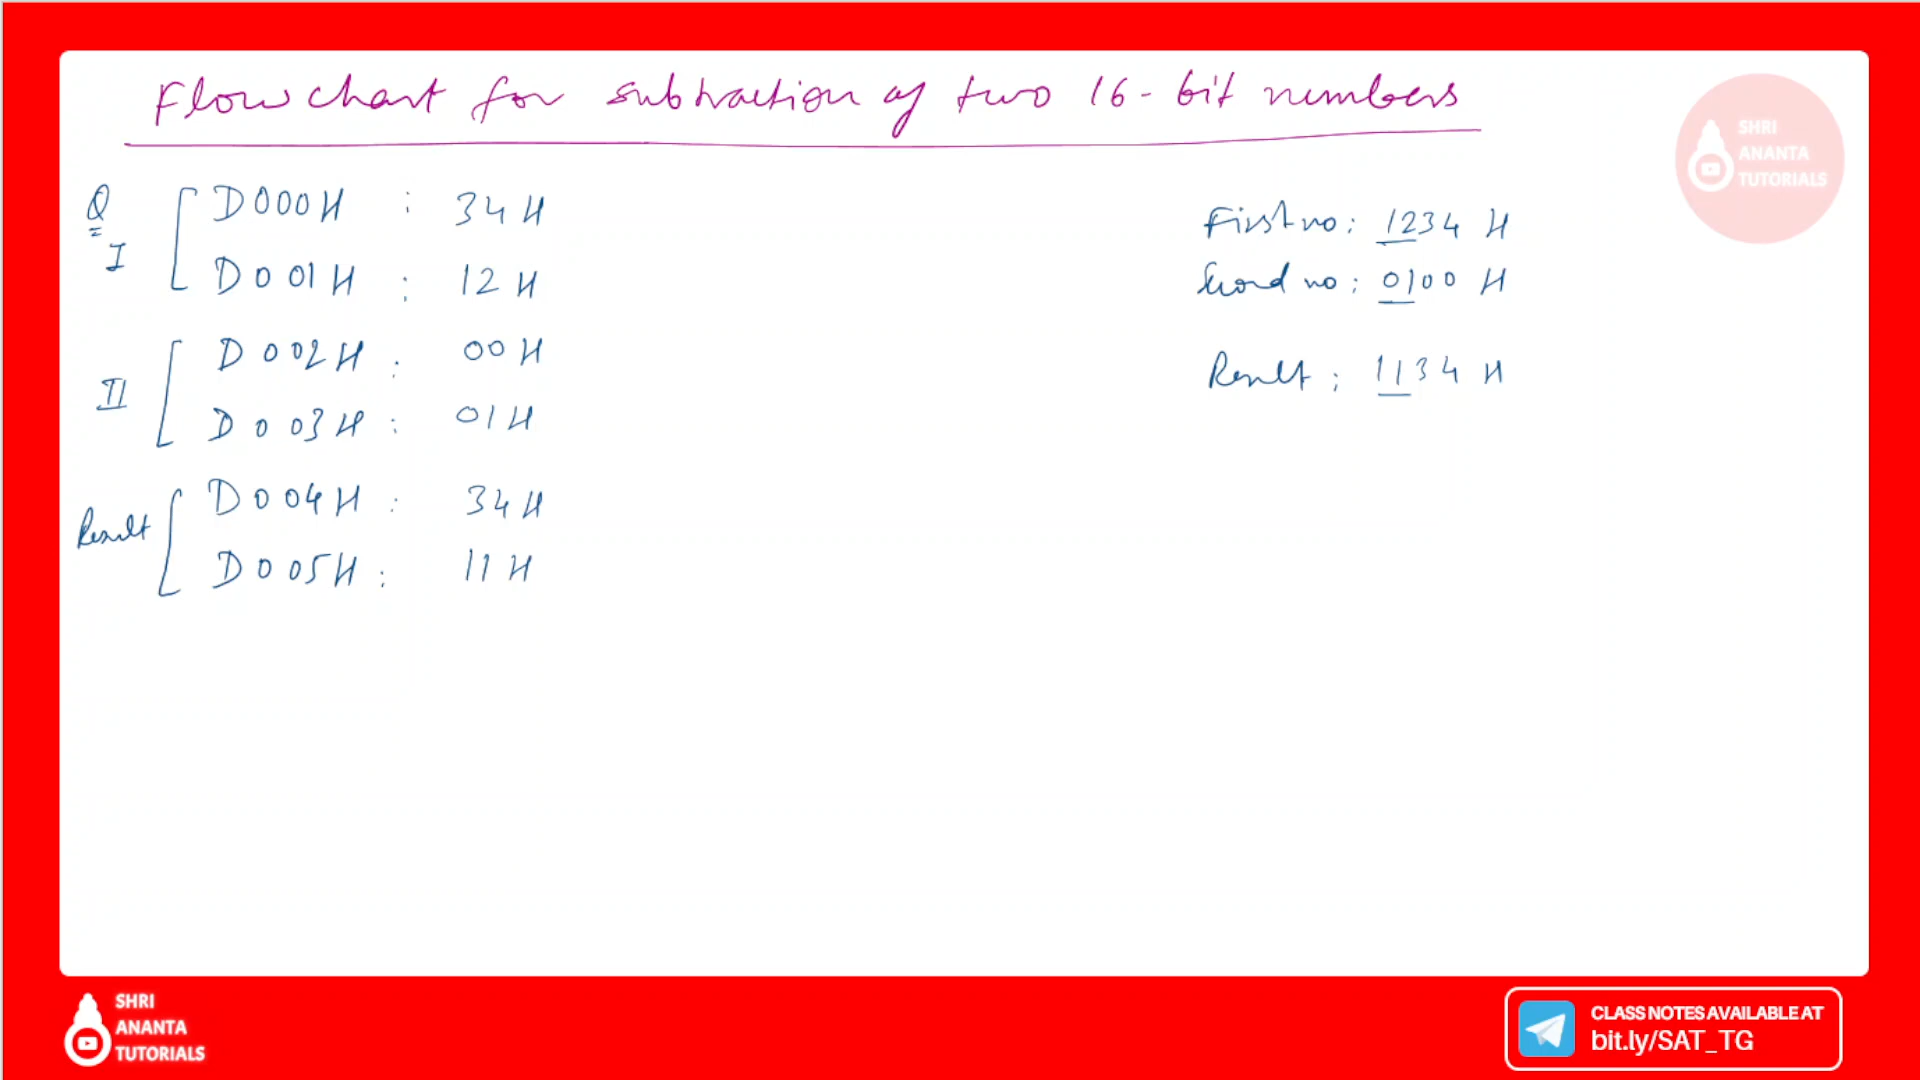 Flowchart for subtraction of two 16-bit numbers
Q
I
D000H : 34H
D001H : 12H
II
D002H : 00H
D003H : 01H
Result
D004H : 34H
D005H : 11H
First no : 1234 H
Second no : 0100 H
Result : 1134 H
SHRI
ANANTA
TUTORIALS
SHRI
ANANTA
TUTORIALS
CLASS NOTES AVAILABLE AT
bit.ly/SAT_TG